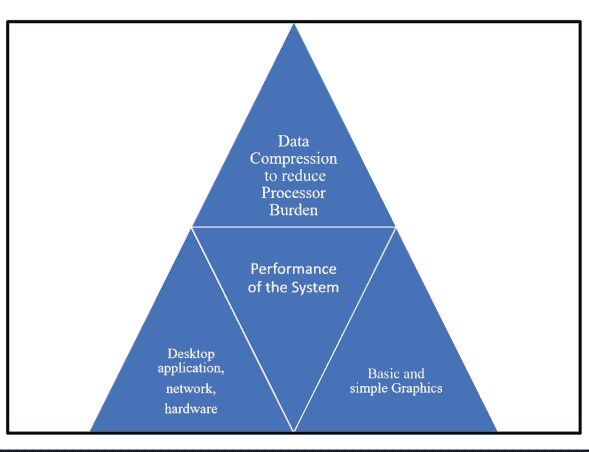 Data
Compression
to reduce
Processor
Burden
Performance
of the System
Desktop
application,
network,
hardware
Basic and
simple Graphics